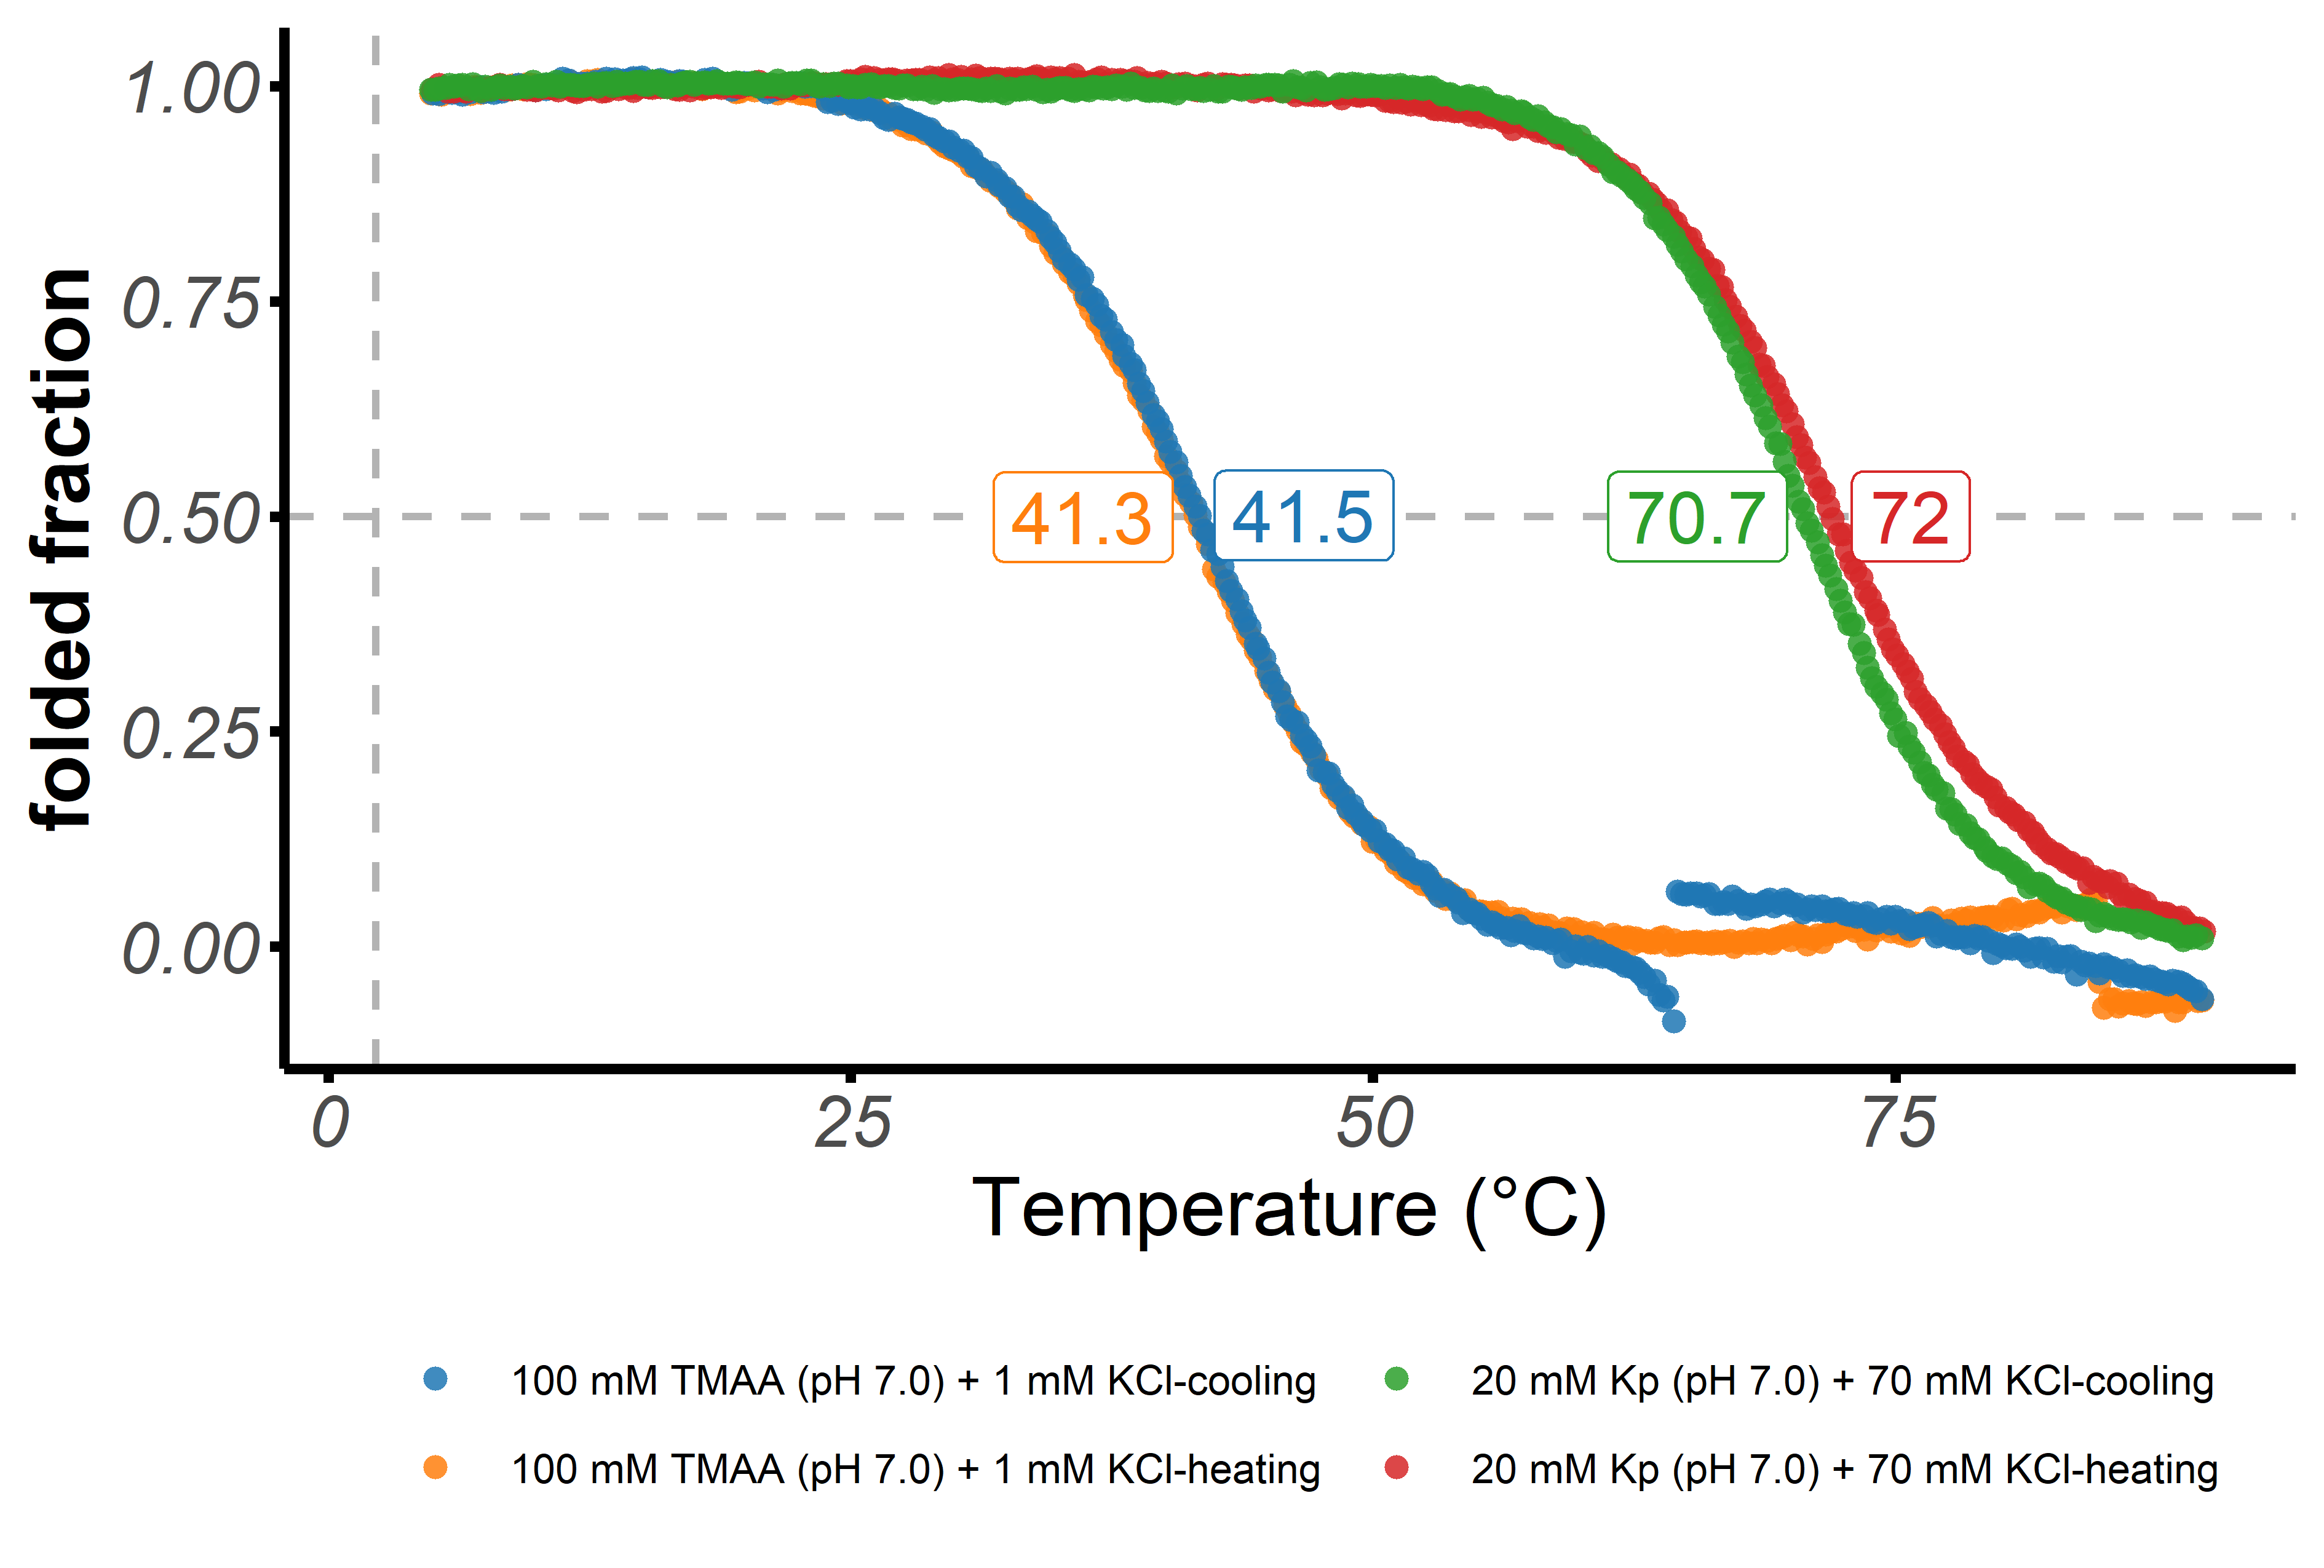 folded fraction
1.00
0.75
0.50
0.25
0.00
41.3
41.5
70.7
72
0
25
50
75
Temperature (°C)
100 mM TMAA (pH 7.0) + 1 mM KCl-cooling
20 mM Kp (pH 7.0) + 70 mM KCl-cooling
100 mM TMAA (pH 7.0) + 1 mM KCl-heating
20 mM Kp (pH 7.0) + 70 mM KCl-heating